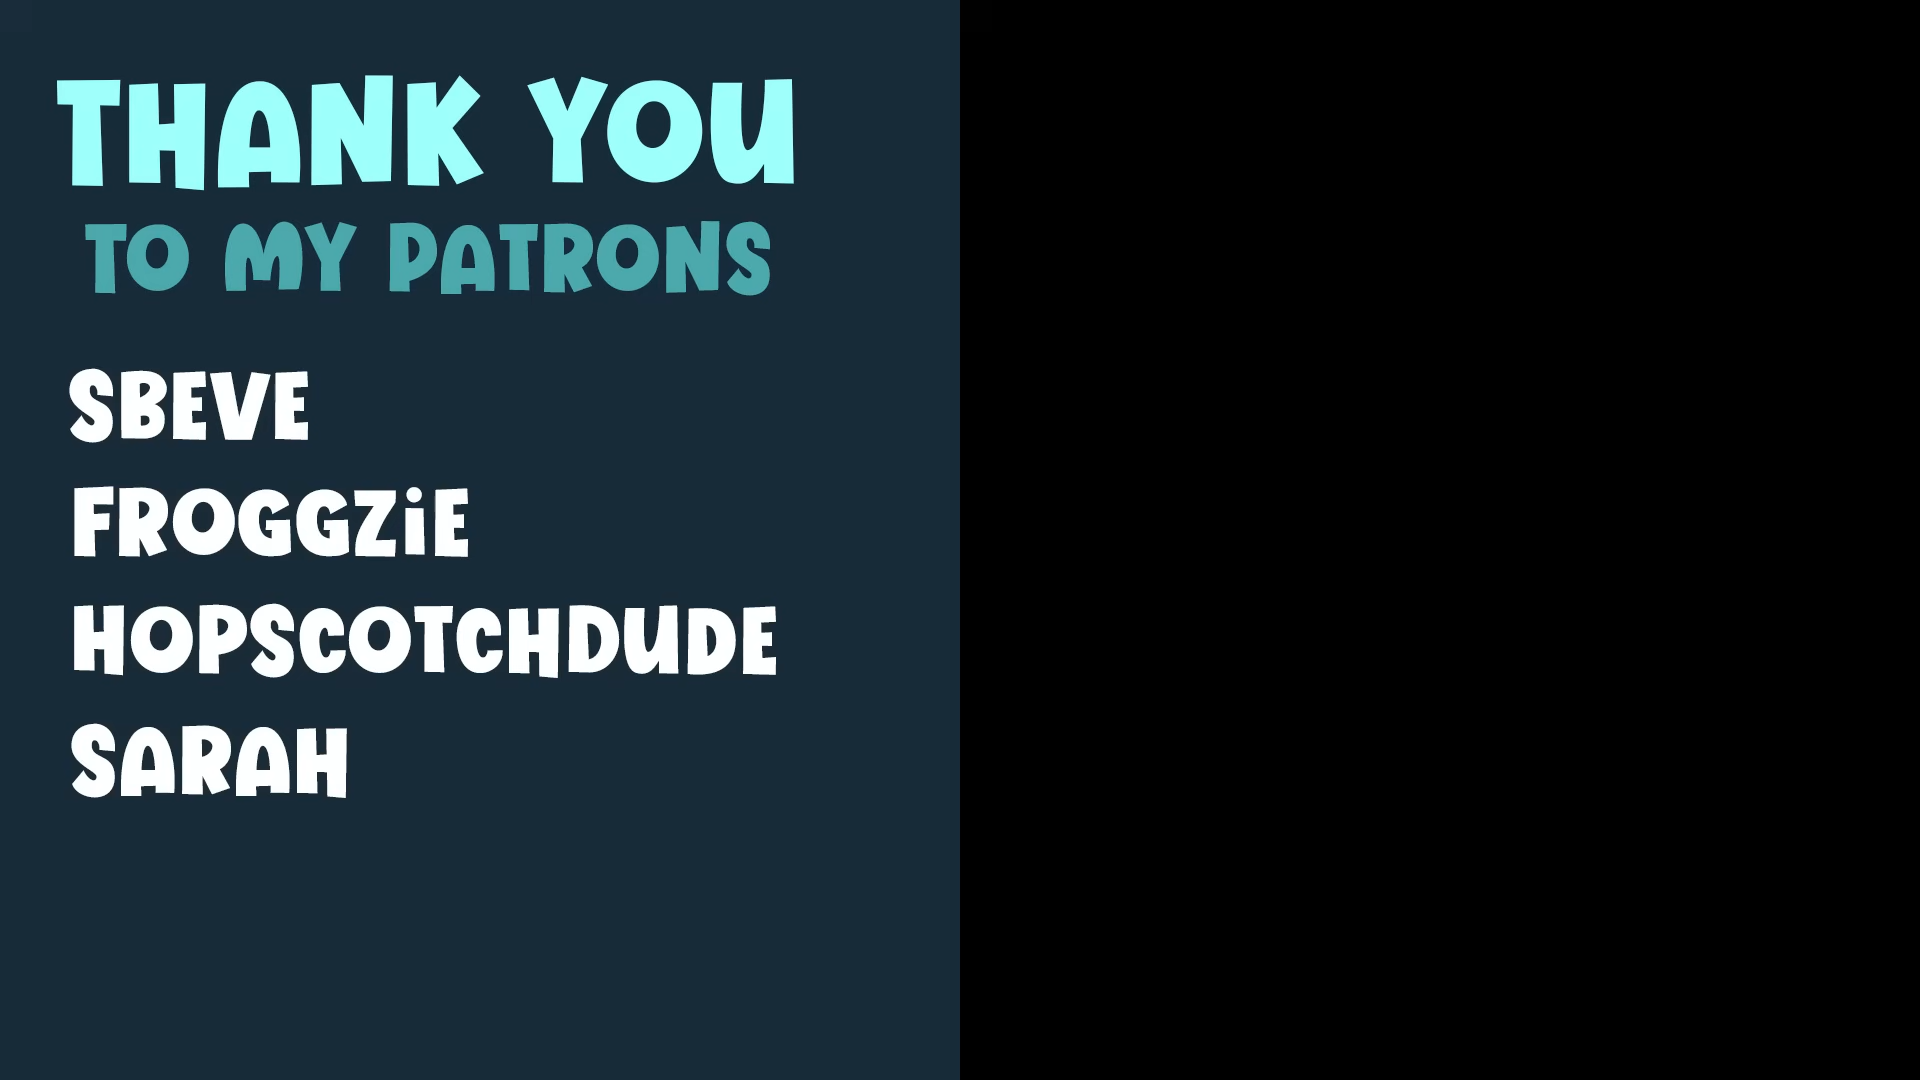 THANK YOU
TO MY PATRONS
SBEVE
FROGGZiE
HOPSCOTCHDUDE
SARAH